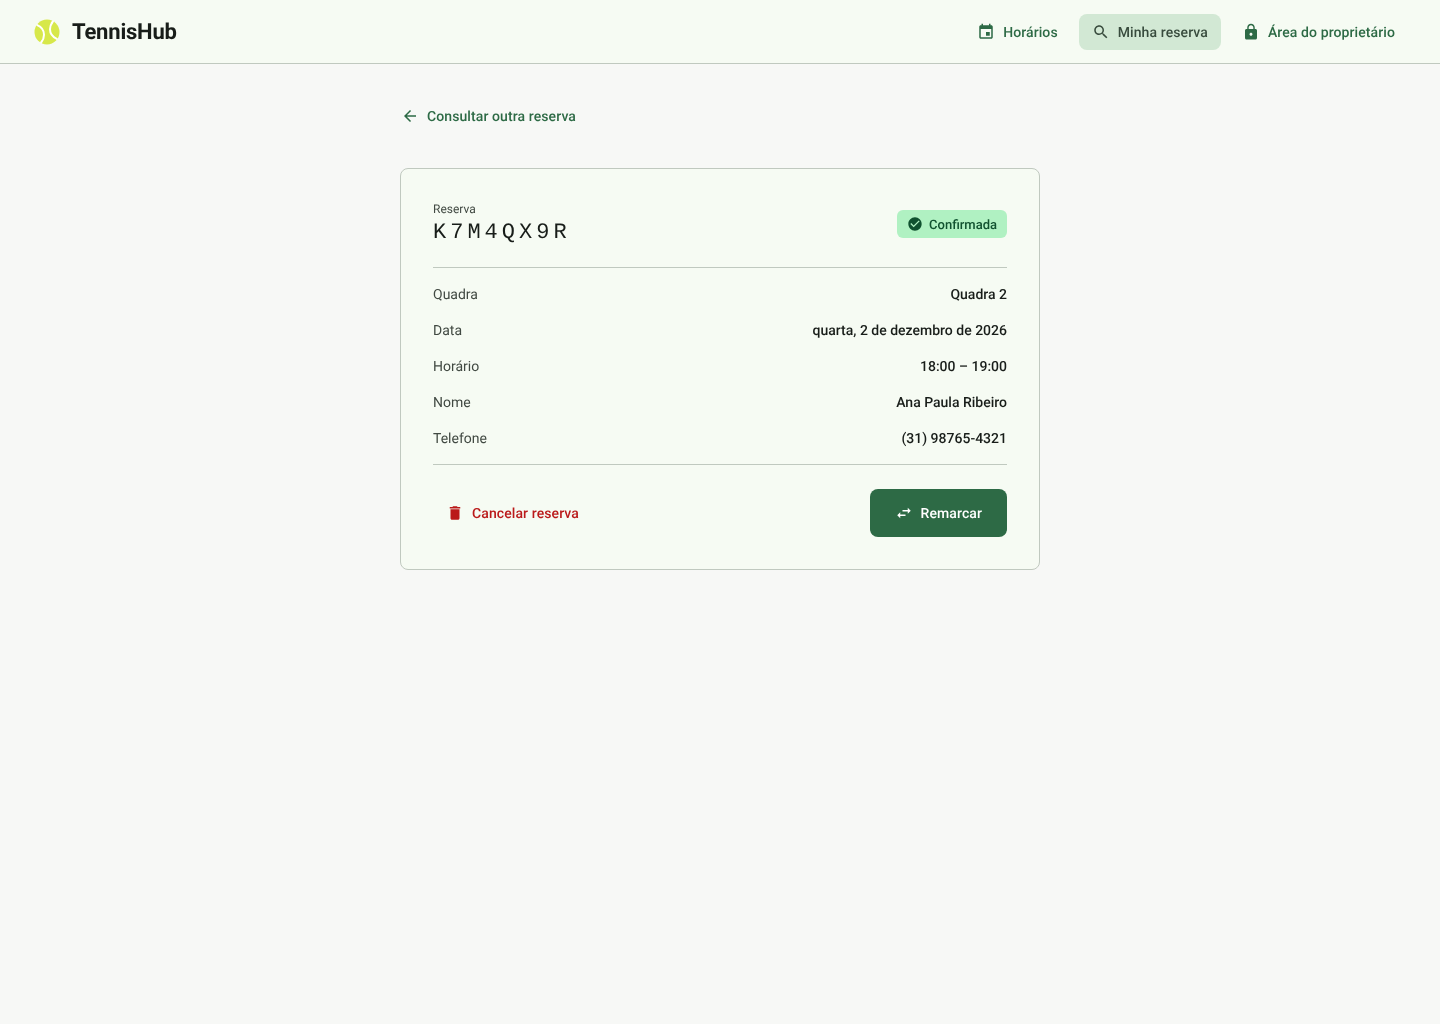 TennisHub
Horários
Minha reserva
Área do proprietário
Consultar outra reserva
Reserva
K7M4QX9R
Confirmada
Quadra
Quadra 2
Data
quarta, 2 de dezembro de 2026
Horário
18:00 – 19:00
Nome
Ana Paula Ribeiro
Telefone
(31) 98765-4321
Cancelar reserva
Remarcar